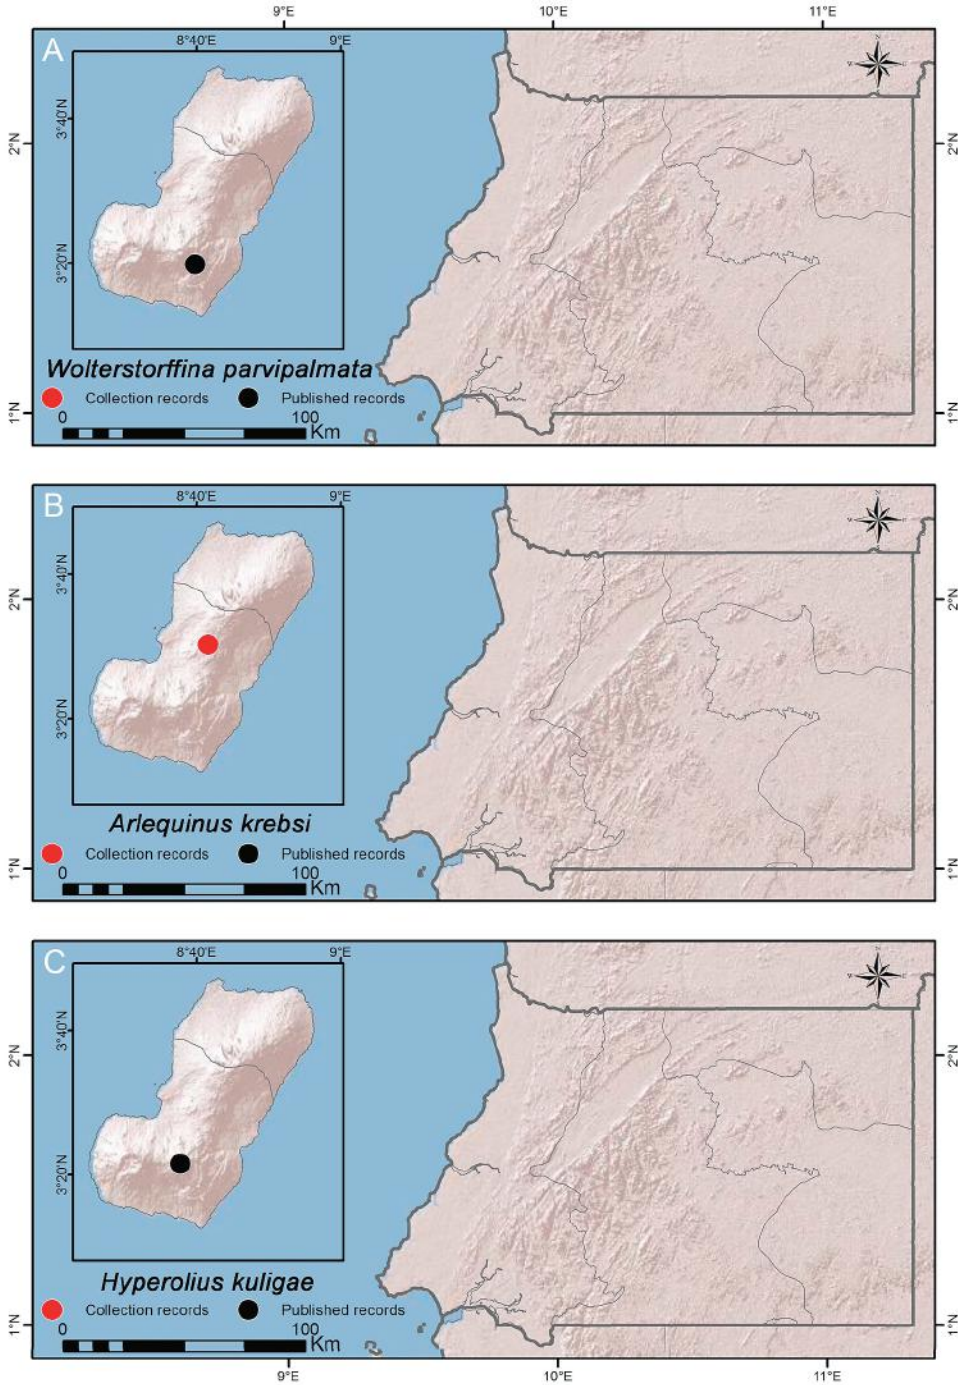 9°E 10°E 11°E
A
8°40'E 9°E
3°40'N
3°20'N
2°N 2°N
1°N 1°N
N
W E
Wolterstorffina parvipalmata
Collection records Published records
0 100
Km
B
8°40'E 9°E
3°40'N
3°20'N
2°N 2°N
1°N 1°N
N
W E
Arlequinus krebsi
Collection records Published records
0 100
Km
C
8°40'E 9°E
3°40'N
3°20'N
2°N 2°N
1°N 1°N
N
W E
Hyperolius kuligae
Collection records Published records
0 100
Km
9°E 10°E 11°E